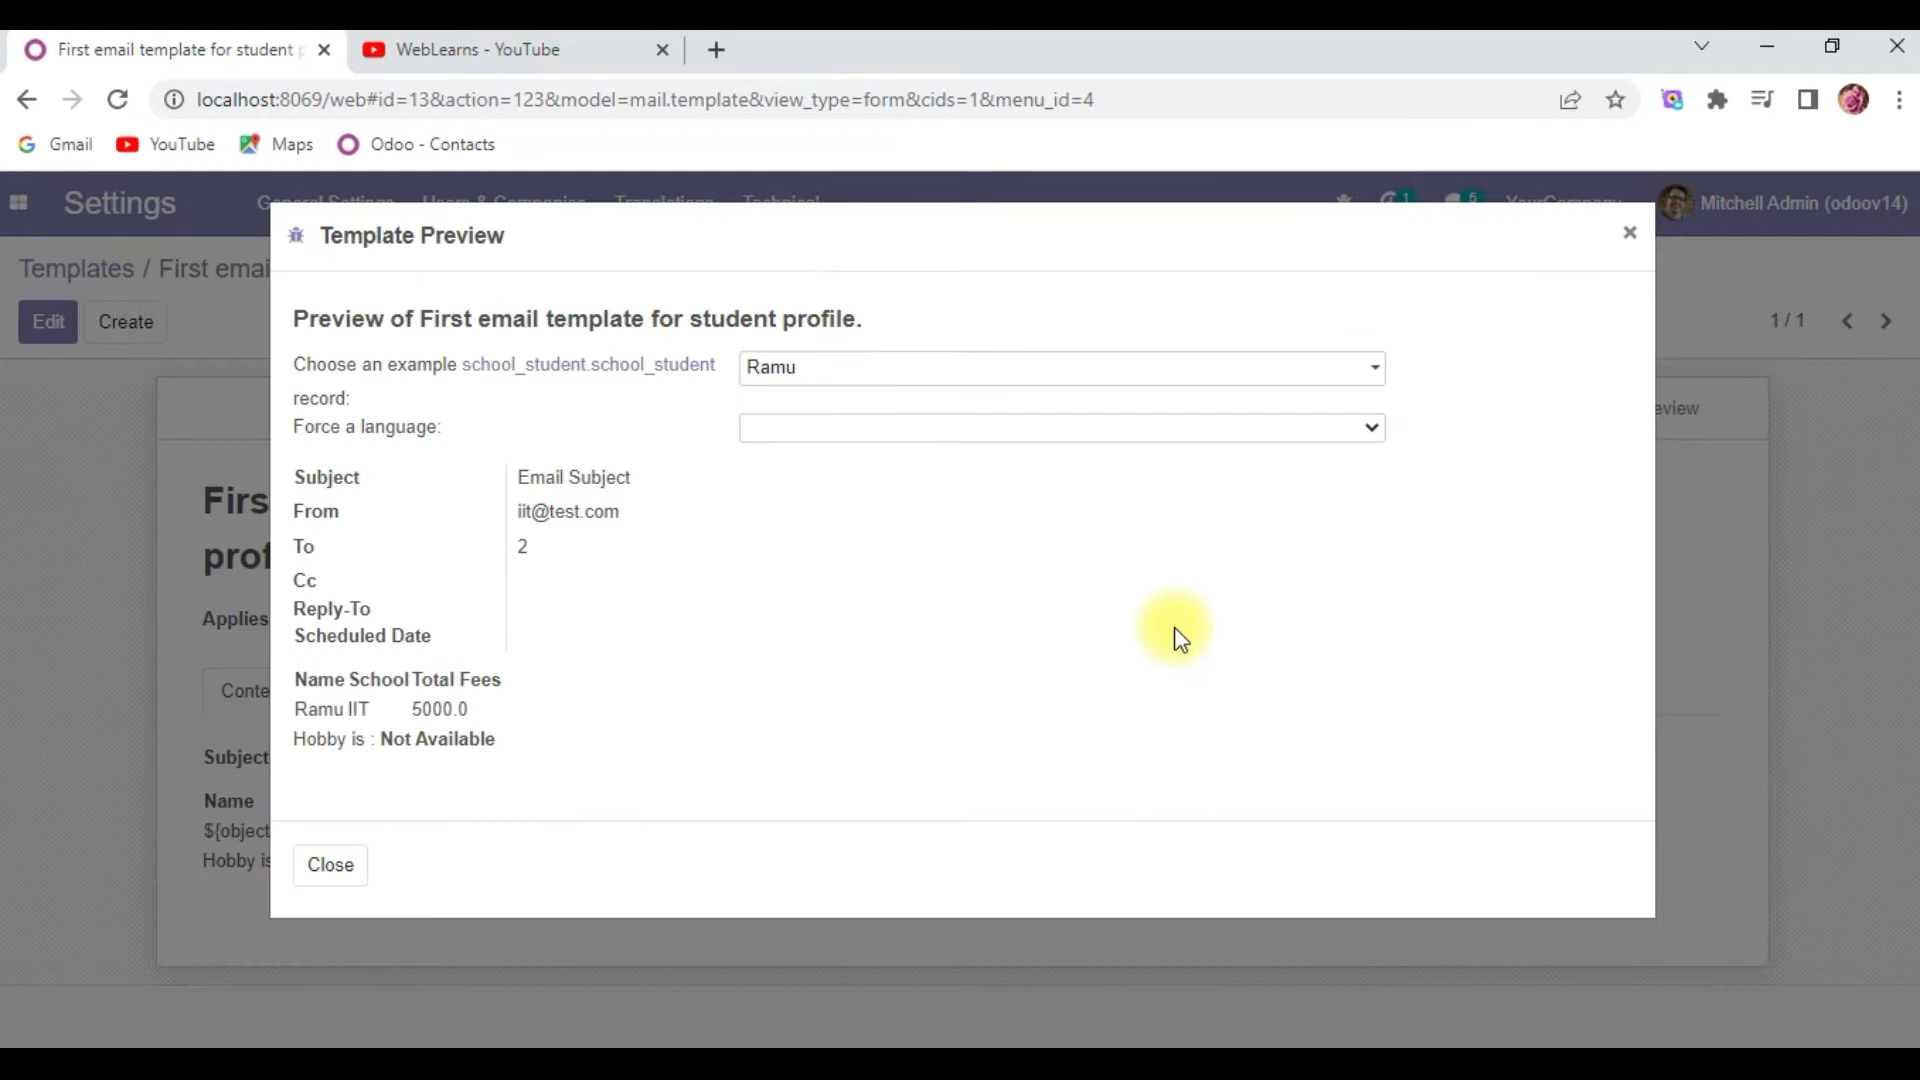 First email template for student
WebLearns - YouTube
localhost:8069/web#id=13&action=123&model=mail.template&view_type=form&cids=1&menu_id=4
Gmail
YouTube
Maps
Odoo - Contacts
Settings
General Settings
Users & Companies
Translations
Technical
1
5
YourCompany
Mitchell Admin (odoov14)
Template Preview
Templates / First emai
Edit
Create
1 / 1
Preview of First email template for student profile.
Choose an example school_student.school_student
record:
Ramu
Force a language:
eview
Subject
Email Subject
From
iit@test.com
To
2
Cc
Reply-To
Scheduled Date
Firs
prof
Applies
Name School Total Fees
Ramu IIT 5000.0
Hobby is : Not Available
Conte
Subject
Name
${object
Hobby is
Close